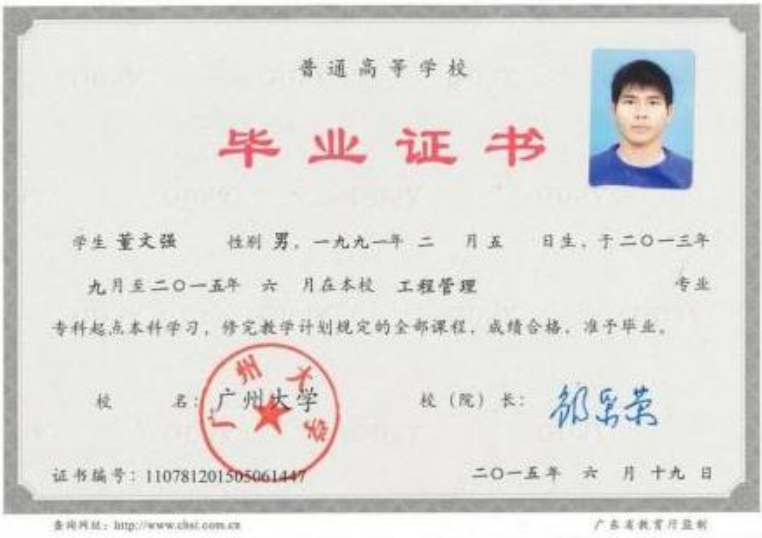 普通高等学校
毕业证书
学生 董文强 性别 男，一九九一年 二 月 五 日生，于二〇一三年
九月至二〇一五年 六 月在本校 工程管理 专业
专科起点本科学习，修完教学计划规定的全部课程，成绩合格，准予毕业。
校 名：广州大学 校（院）长：
广州大学
证书编号：110781201505061447 二〇一五年 六 月 十九 日
查询网址：http://www.chsi.com.cn 广东省教育厅监制